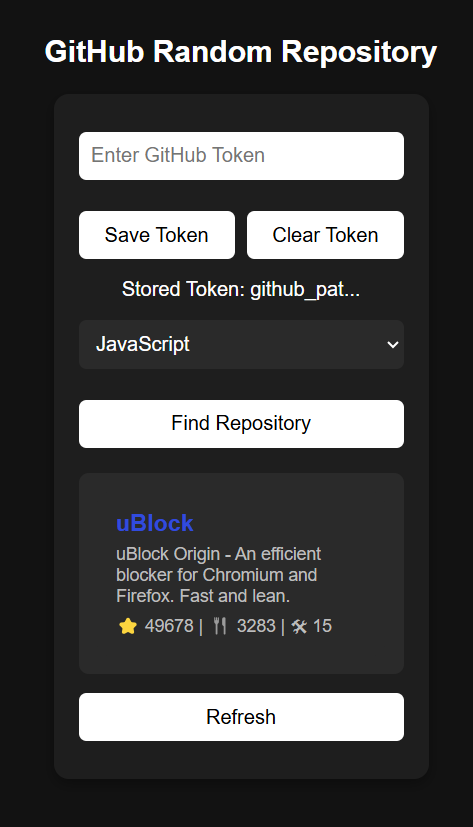 GitHub Random Repository
Enter GitHub Token
Save Token
Clear Token
Stored Token: github_pat...
JavaScript
Find Repository
uBlock
uBlock Origin - An efficient
blocker for Chromium and
Firefox. Fast and lean.
⭐ 49678 | 🍴 3283 | 🛠 15
Refresh